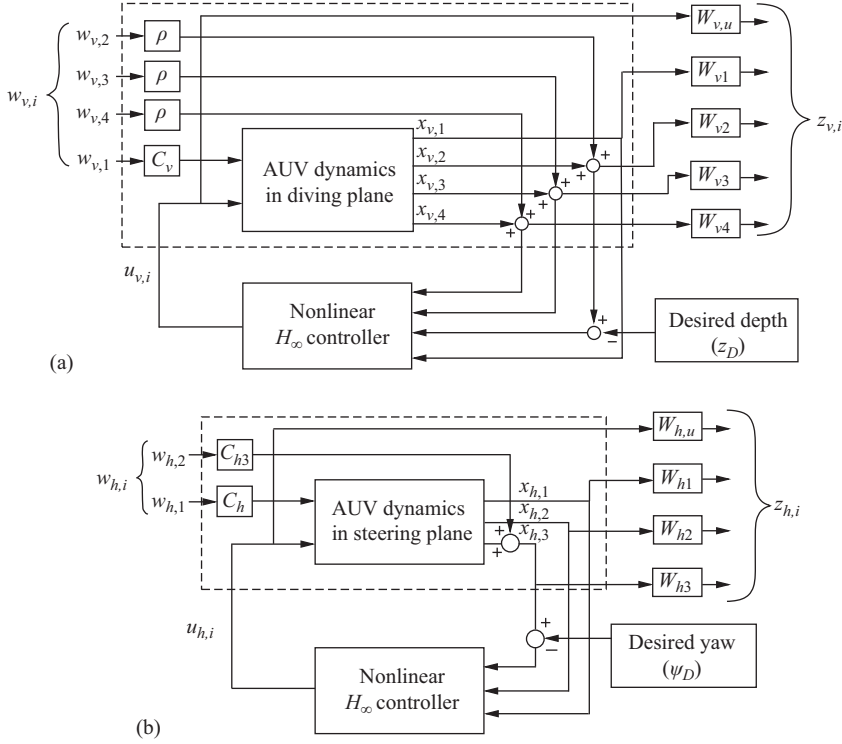 w_{v,2}
ρ
W_{v,u}
w_{v,3}
ρ
W_{v1}
w_{v,i}
w_{v,4}
ρ
x_{v,1}
W_{v2}
z_{v,i}
w_{v,1}
C_v
AUV dynamics
in diving plane
x_{v,2}
+
+
x_{v,3}
+
+
W_{v3}
x_{v,4}
+
+
W_{v4}
u_{v,i}
Nonlinear
H_∞ controller
+
−
Desired depth
(z_D)
(a)
w_{h,2}
C_{h3}
W_{h,u}
w_{h,i}
w_{h,1}
C_h
AUV dynamics
in steering plane
x_{h,1}
W_{h1}
z_{h,i}
x_{h,2}
W_{h2}
x_{h,3}
+
+
W_{h3}
u_{h,i}
+
−
Desired yaw
(ψ_D)
Nonlinear
H_∞ controller
(b)